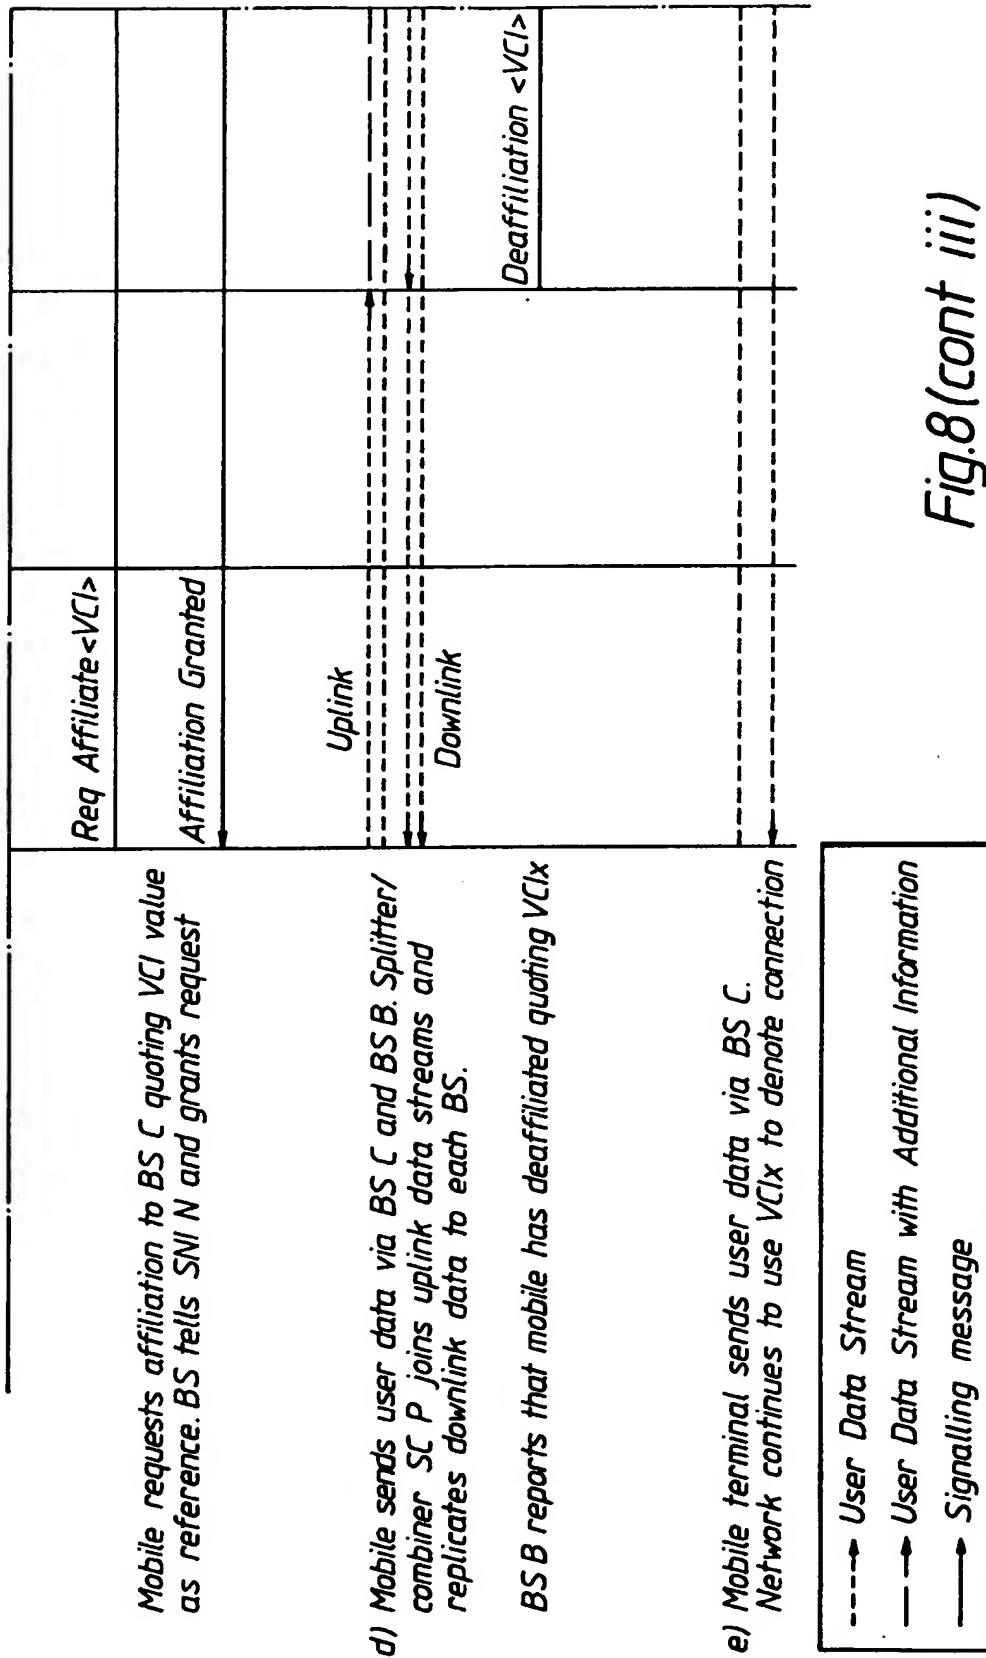 Req Affiliate<VCI>
Mobile requests affiliation to BS C quoting VCI value
as reference. BS tells SNI N and grants request
Affiliation Granted
Uplink
d) Mobile sends user data via BS C and BS B. Splitter/
combiner SC P joins uplink data streams and
replicates downlink data to each BS.
Downlink
Deaffiliation <VCI>
BS B reports that mobile has deaffiliated quoting VCIx
e) Mobile terminal sends user data via BS C.
Network continues to use VCIx to denote connection
User Data Stream
User Data Stream with Additional Information
Signalling message
Fig.8(cont iii)